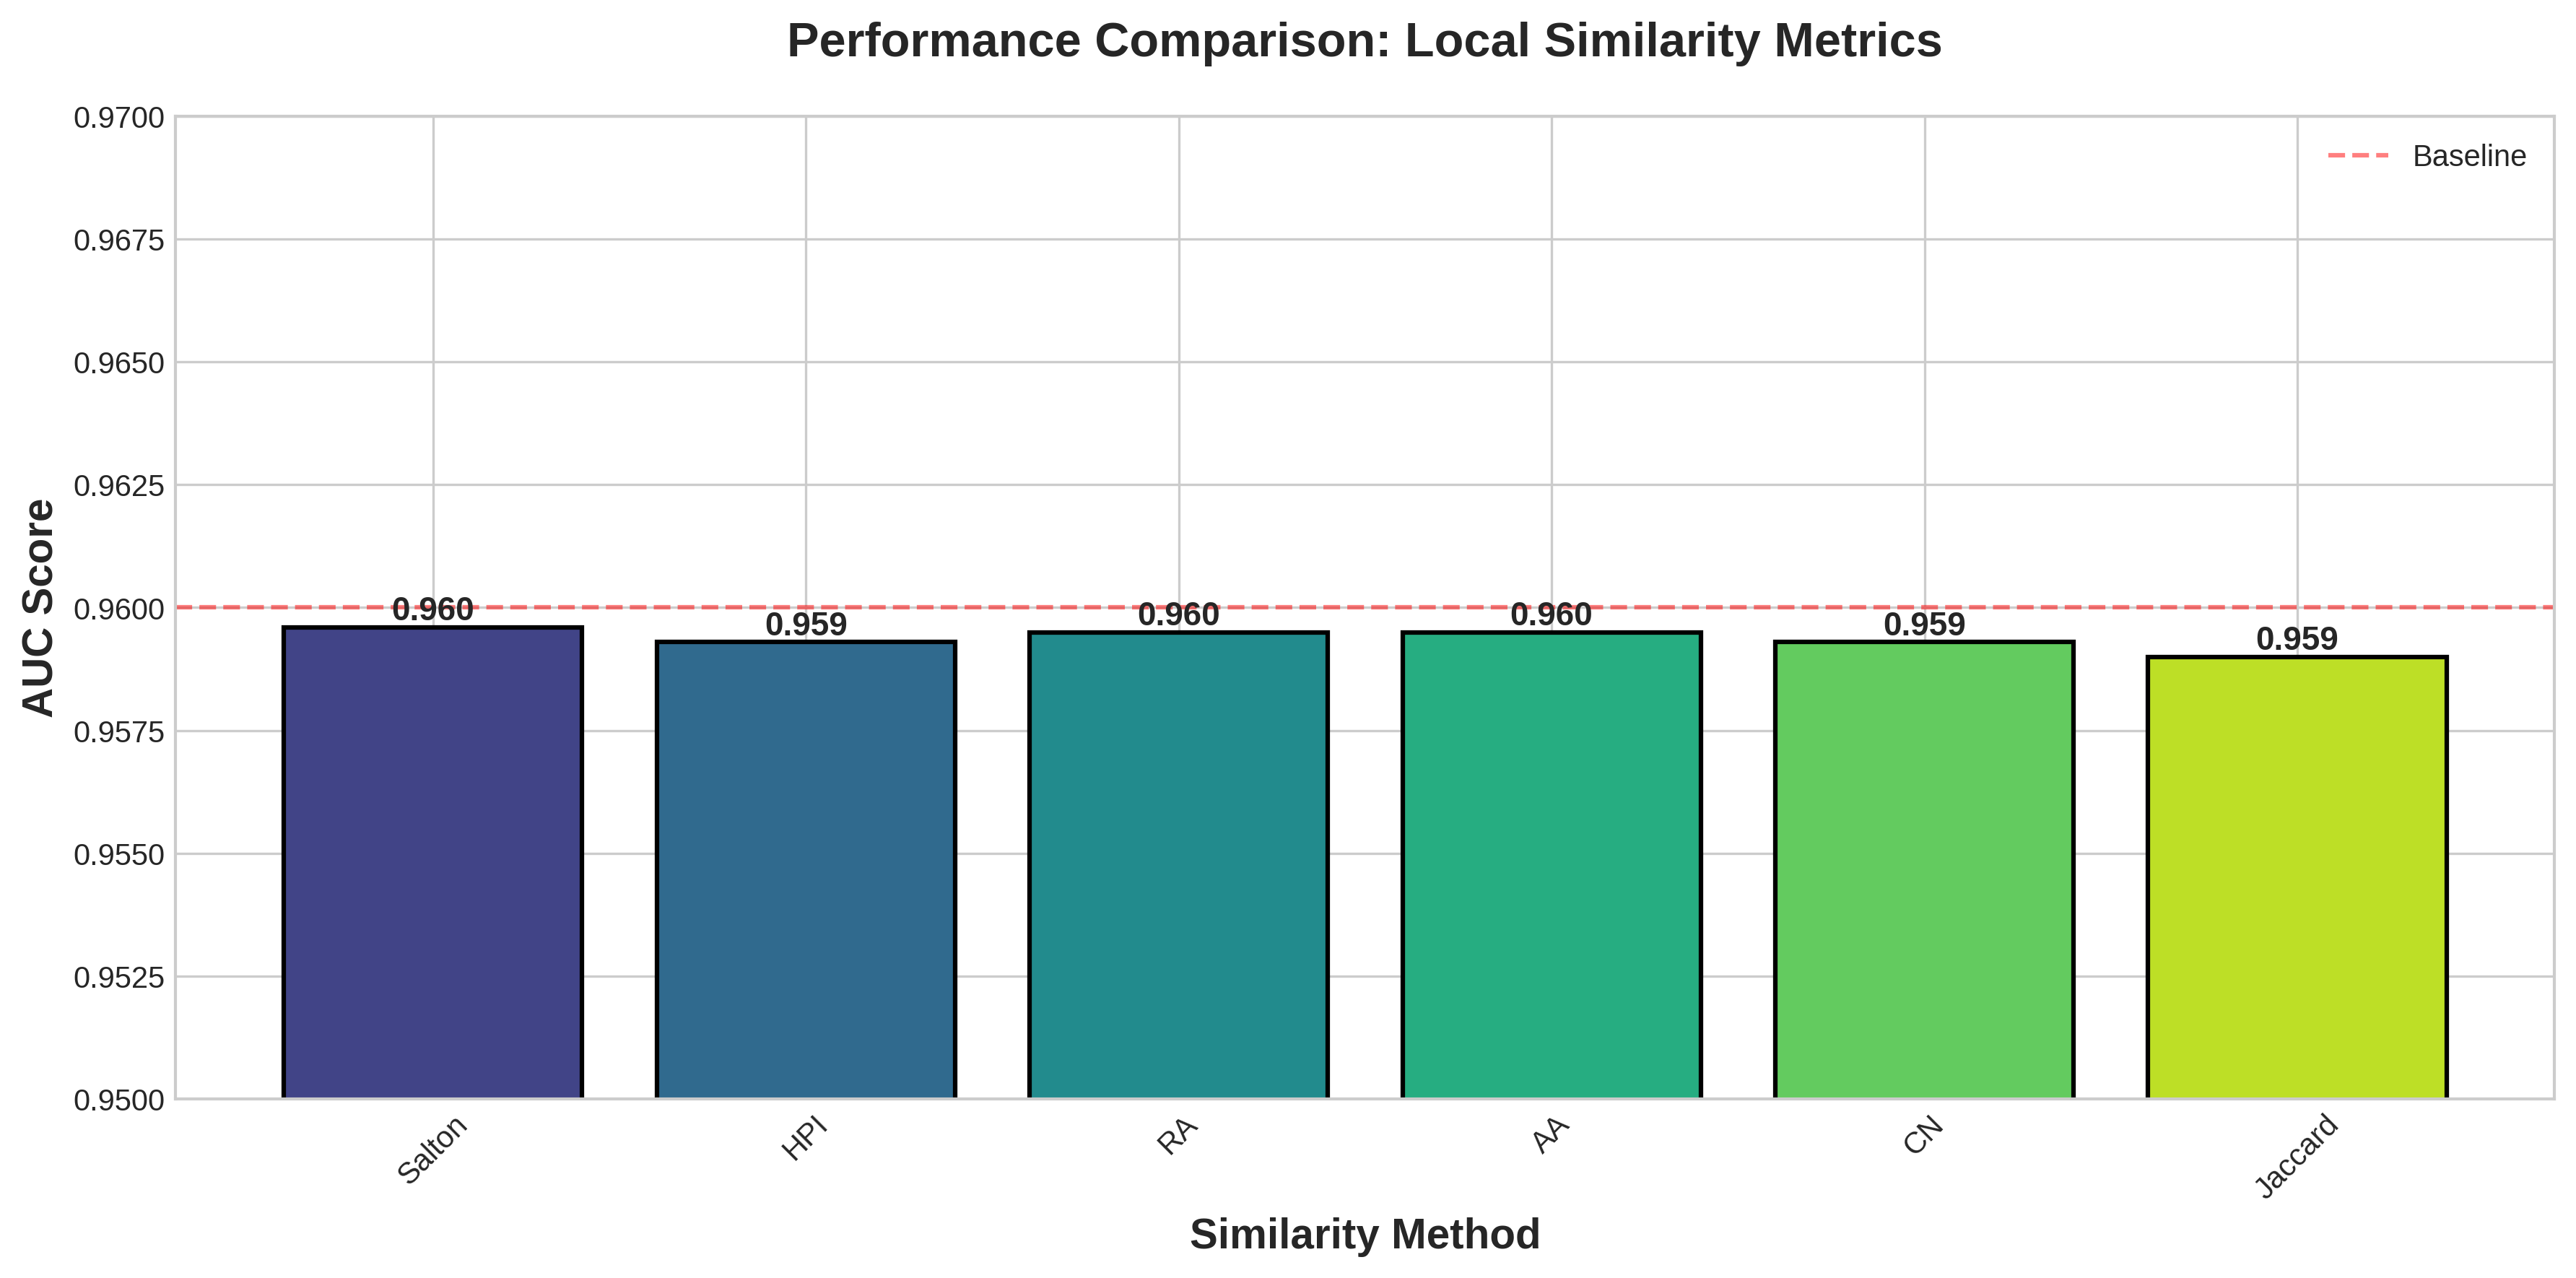 Performance Comparison: Local Similarity Metrics
0.9700
0.9675
0.9650
0.9625
0.9600
0.9575
0.9550
0.9525
0.9500
AUC Score
Baseline
0.960
0.959
0.960
0.960
0.959
0.959
Salton
HPI
RA
AA
CN
Jaccard
Similarity Method